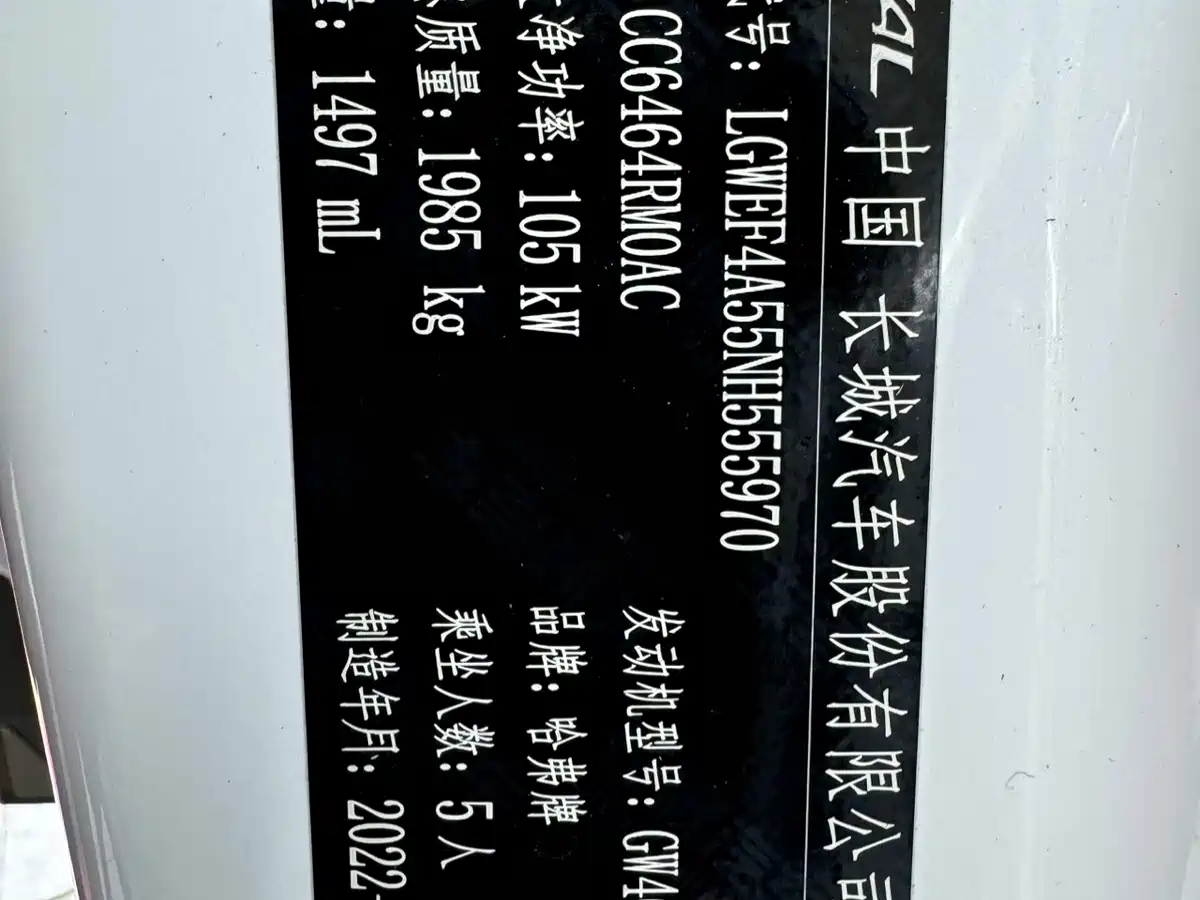 中国 长城汽车股份有限公司
号: LGWEF4A55NH555970
CC6464RM0AC 发动机型号: GW4
净功率: 105 kW 品牌: 哈弗牌
质量: 1985 kg 乘坐人数: 5 人
量: 1497 mL 制造年月: 2022-